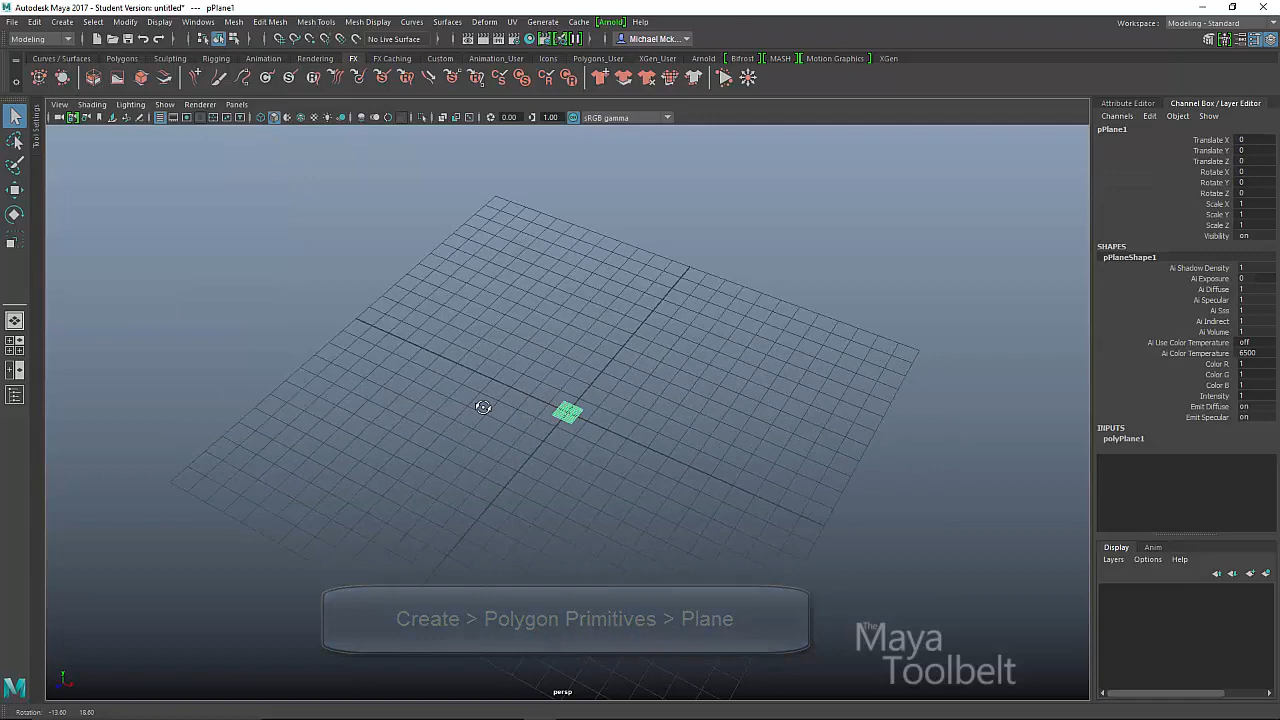 Autodesk Maya 2017 - Student Version: untitled* --- pPlane1
File Edit Create Select Modify Display Windows Mesh Edit Mesh Mesh Tools Mesh Display Curves Surfaces Deform UV Generate Cache [Arnold] Help
Workspace : Modeling - Standard
Modeling No Live Surface Michael Mck...
Curves / Surfaces Polygons Sculpting Rigging Animation Rendering FX FX Caching Custom Animation_User Icons Polygons_User XGen_User Arnold Bifrost MASH Motion Graphics XGen
View Shading Lighting Show Renderer Panels
0.00 1.00 sRGB gamma
Tool Settings
Attribute Editor Channel Box / Layer Editor
Channels Edit Object Show
pPlane1
Translate X 0
Translate Y 0
Translate Z 0
Rotate X 0
Rotate Y 0
Rotate Z 0
Scale X 1
Scale Y 1
Scale Z 1
Visibility on
SHAPES
pPlaneShape1
Ai Shadow Density 1
Ai Exposure 0
Ai Diffuse 1
Ai Specular 1
Ai Sss 1
Ai Indirect 1
Ai Volume 1
Ai Use Color Temperature off
Ai Color Temperature 6500
Color R 1
Color G 1
Color B 1
Intensity 1
Emit Diffuse on
Emit Specular on
INPUTS
polyPlane1
Display Anim
Layers Options Help
Create > Polygon Primitives > Plane
The Maya Toolbelt
persp
Rotation: -13.60 18.60